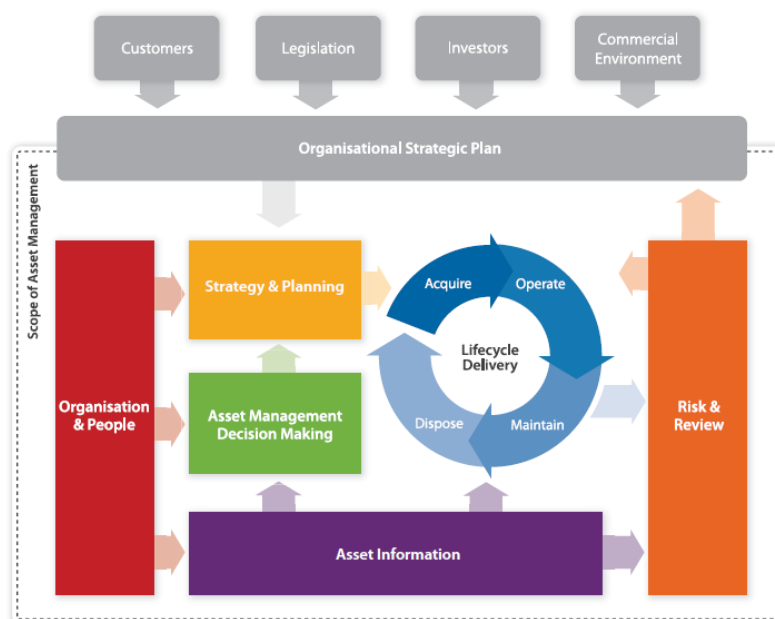 Customers
Legislation
Investors
Commercial
Environment
Organisational Strategic Plan
Scope of Asset Management
Strategy & Planning
Acquire
Operate
Lifecycle
Delivery
Organisation
& People
Asset Management
Decision Making
Dispose
Maintain
Risk &
Review
Asset Information